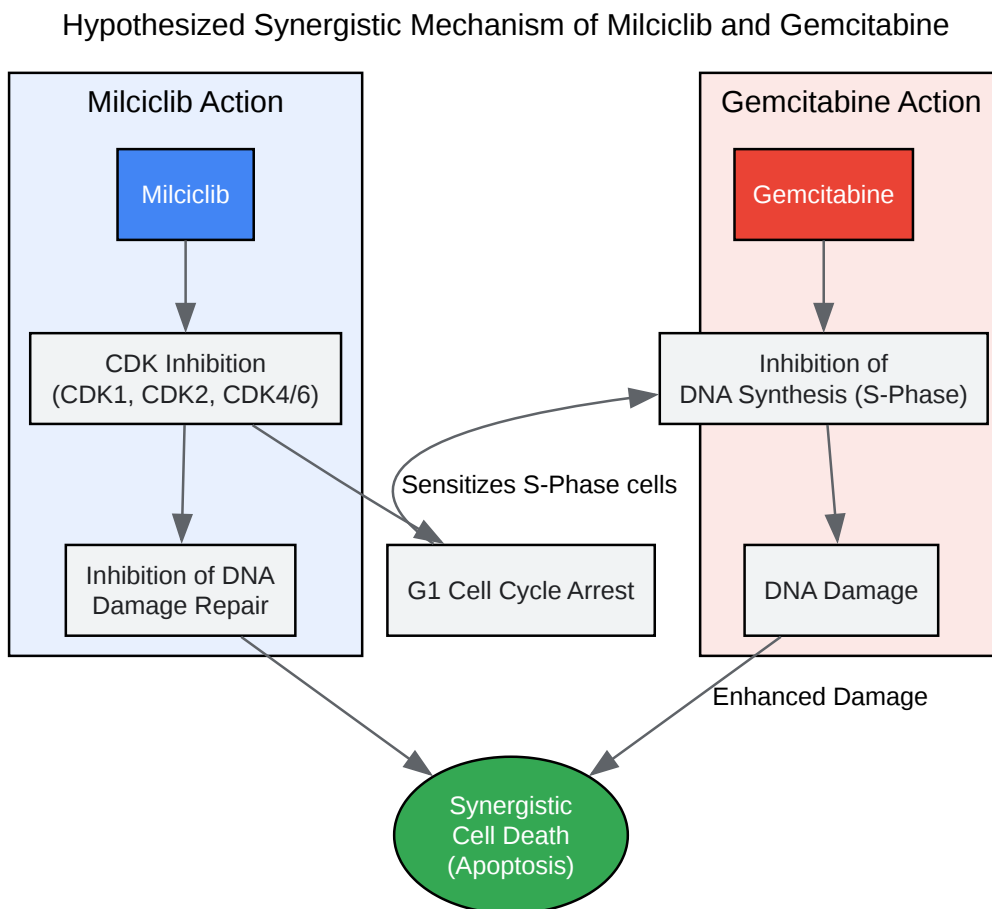 Hypothesized Synergistic Mechanism of Milciclib and Gemcitabine
Milciclib Action
Gemcitabine Action
Milciclib
Gemcitabine
CDK Inhibition
(CDK1, CDK2, CDK4/6)
Inhibition of
DNA Synthesis (S-Phase)
Sensitizes S-Phase cells
Inhibition of DNA
Damage Repair
G1 Cell Cycle Arrest
DNA Damage
Enhanced Damage
Synergistic
Cell Death
(Apoptosis)